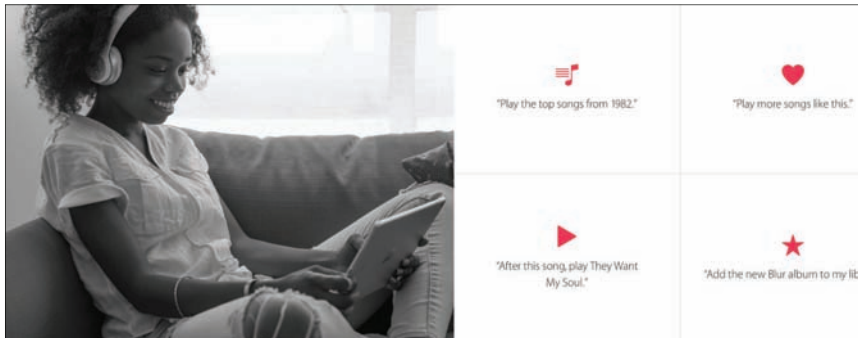 "Play the top songs from 1982."
"Play more songs like this."
"After this song, play They Want
My Soul."
"Add the new Blur album to my lib